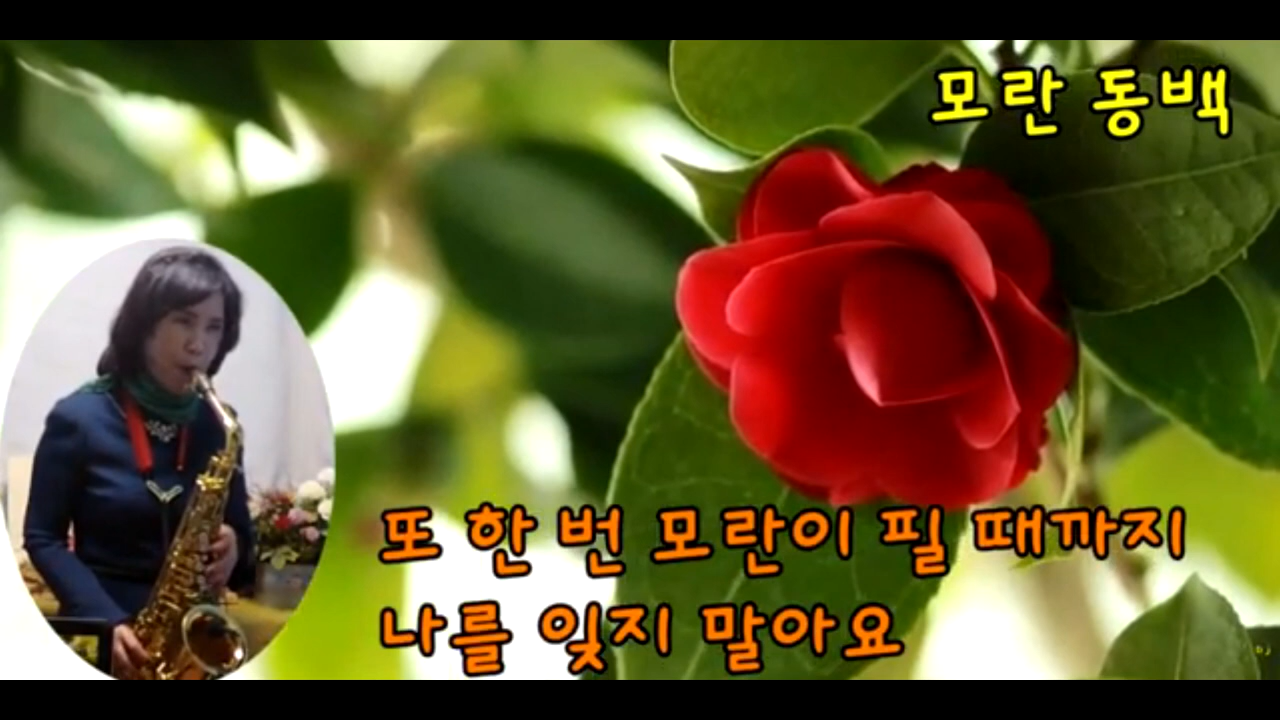 모란 동백
또 한 번 모란이 필 때까지
나를 잊지 말아요